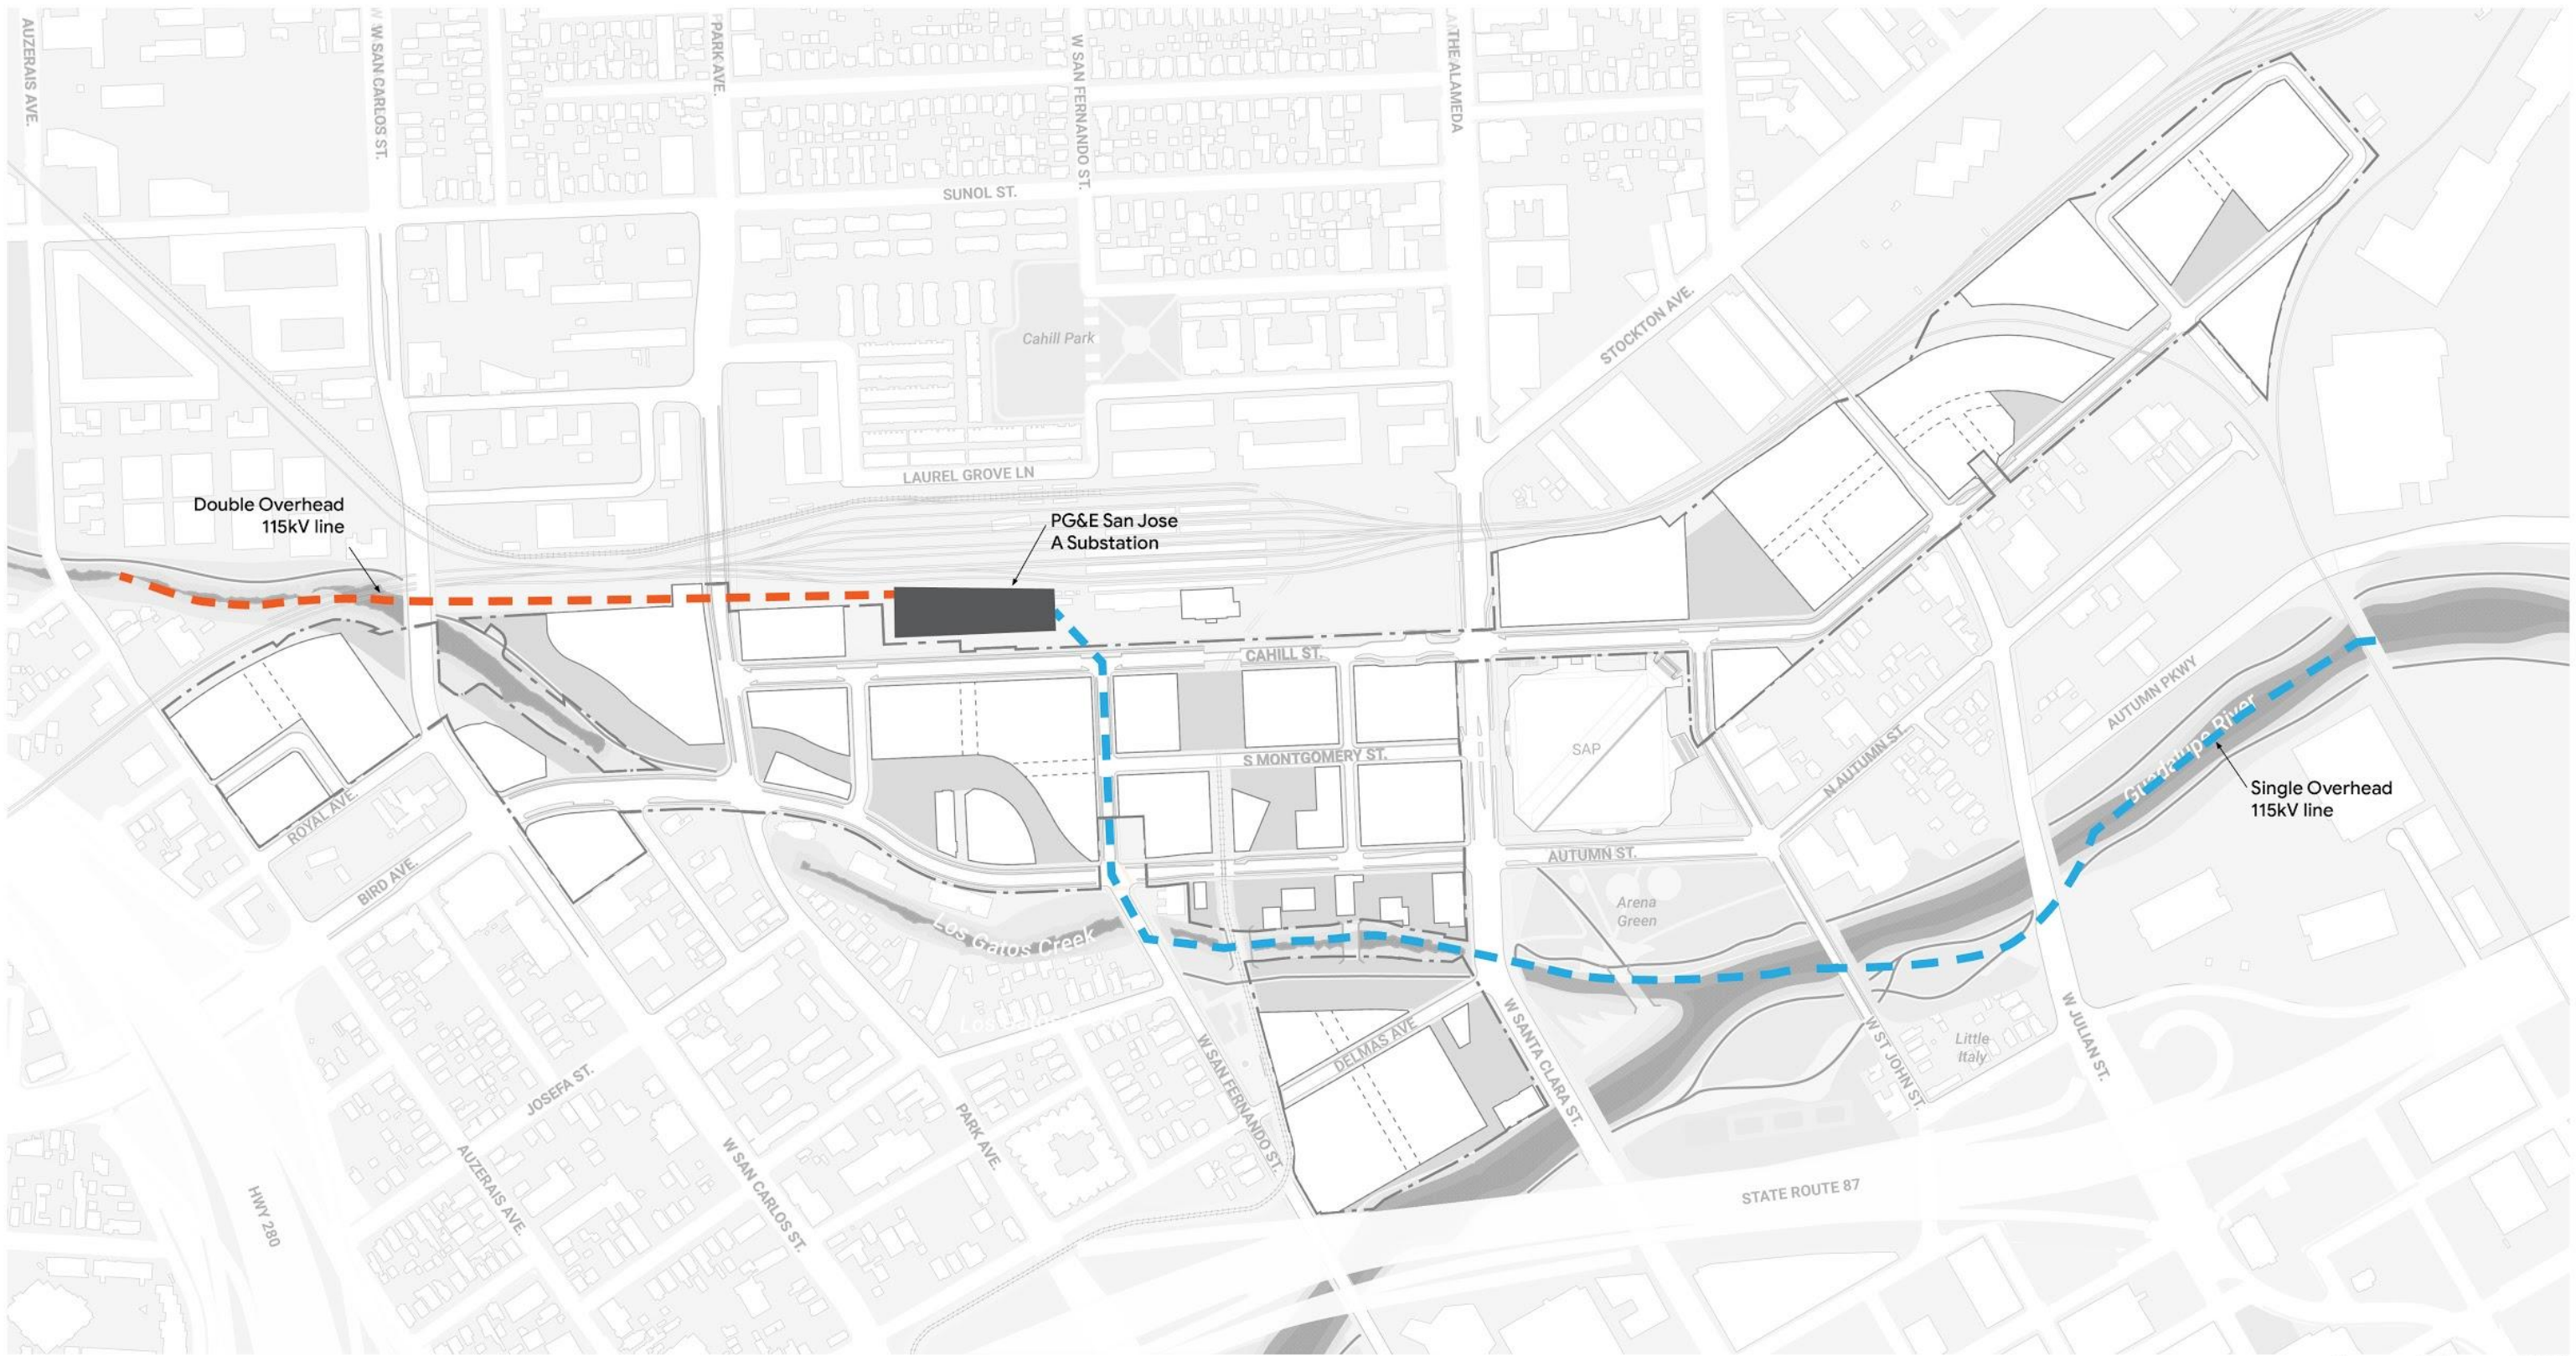 AUZERAIS AVE.
W SAN CARLOS ST.
PARK AVE.
W SAN FERNANDO ST.
THE ALAMEDA
SUNOL ST.
STOCKTON AVE.
Cahill Park
LAUREL GROVE LN
Double Overhead
115kV line
PG&E San Jose
A Substation
CAHILL ST.
AUTUMN PKWY
Guadalupe River
N AUTUMN ST.
SAP
S MONTGOMERY ST.
Single Overhead
115kV line
ROYAL AVE.
BIRD AVE.
AUTUMN ST.
Arena
Green
Los Gatos Creek
W SANTA CLARA ST.
W ST JOHN ST.
Little
Italy
W JULIAN ST.
DELMAS AVE
W SAN FERNANDO ST.
JOSEFA ST.
PARK AVE.
AUZERAIS AVE.
W SAN CARLOS ST.
HWY 280
STATE ROUTE 87